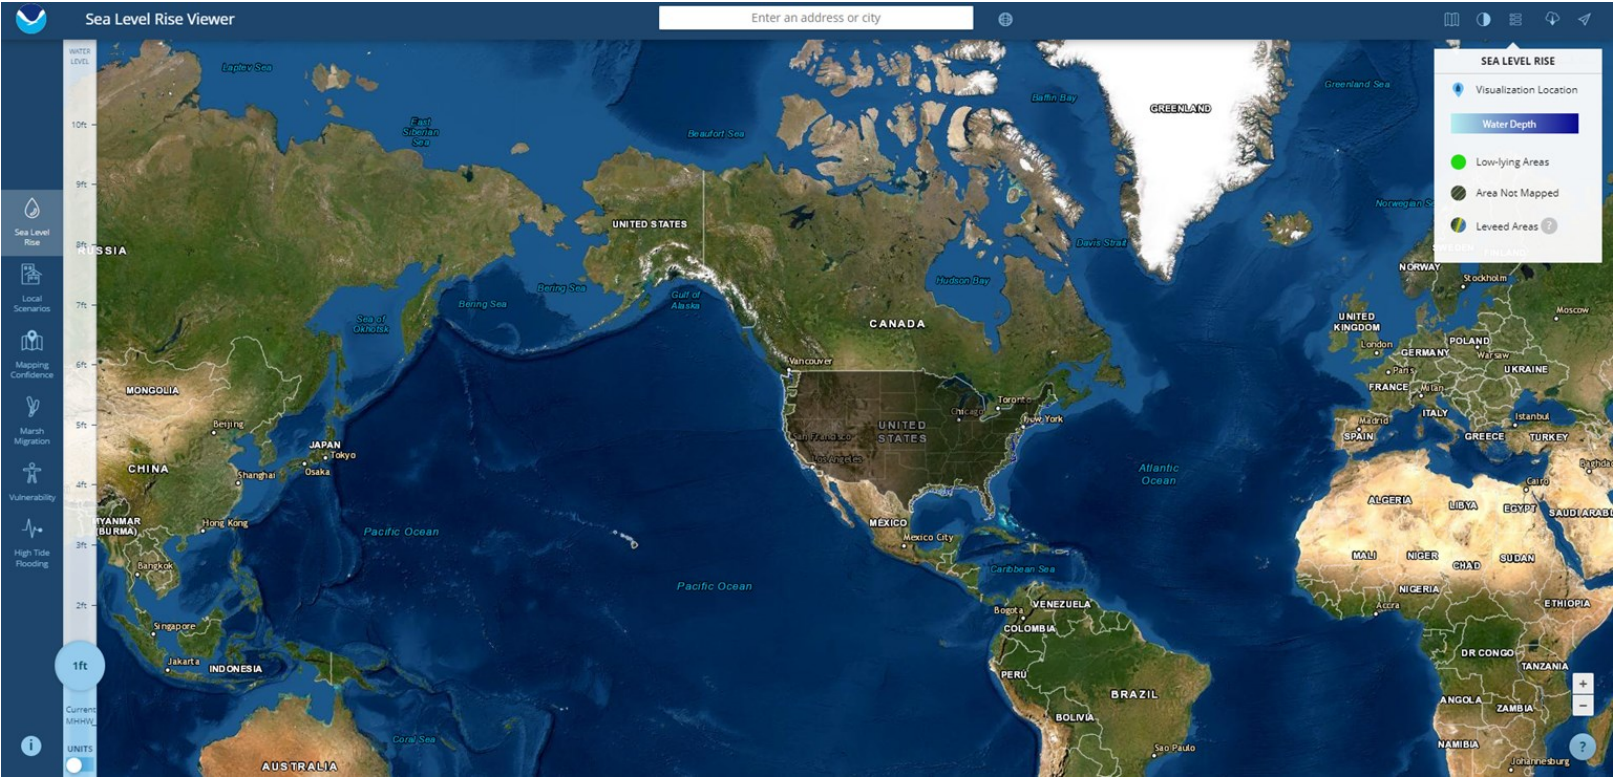 Sea Level Rise Viewer
Enter an address or city
WATER
LEVEL
10ft
9ft
8ft
7ft
6ft
5ft
4ft
3ft
2ft
1ft
Current
MHHW
UNITS
Sea Level
Rise
Local
Scenarios
Mapping
Confidence
Marsh
Migration
Vulnerability
High Tide
Flooding
i
SEA LEVEL RISE
Visualization Location
Water Depth
Low-lying Areas
Area Not Mapped
Leveed Areas ?
Laptev Sea
East
Siberian
Sea
Beaufort Sea
Baffin Bay
GREENLAND
Greenland Sea
Norwegian
Davis Strait
UNITED STATES
RUSSIA
Bering Sea
Bering Sea
Gulf of
Alaska
Hudson Bay
Sea of
Okhotsk
CANADA
SWEDEN
FINLAND
NORWAY
Stockholm
Moscow
UNITED
KINGDOM
London
POLAND
GERMANY
Warsaw
Paris
UKRAINE
FRANCE
Milan
ITALY
Istanbul
Madrid
SPAIN
GREECE
TURKEY
Vancouver
MONGOLIA
Beijing
JAPAN
Tokyo
Osaka
CHINA
Shanghai
Toronto
Chicago
New York
UNITED
STATES
San Francisco
Los Angeles
Atlantic
Ocean
Baghda
Cairo
ALGERIA
LIBYA
EGYPT
SAUDI ARAB
MYANMAR
(BURMA)
Hong Kong
Pacific Ocean
MÉXICO
Mexico City
MALI
NIGER
CHAD
SUDAN
Bangkok
Pacific Ocean
Caribbean Sea
NIGERIA
Accra
ETHIOPIA
Bogota
VENEZUELA
COLOMBIA
Singapore
Jakarta
INDONESIA
PERU
BRAZIL
BOLIVIA
DR CONGO
TANZANIA
ANGOLA
ZAMBIA
Coral Sea
AUSTRALIA
Sao Paulo
NAMIBIA
Johannesburg
+
−
?